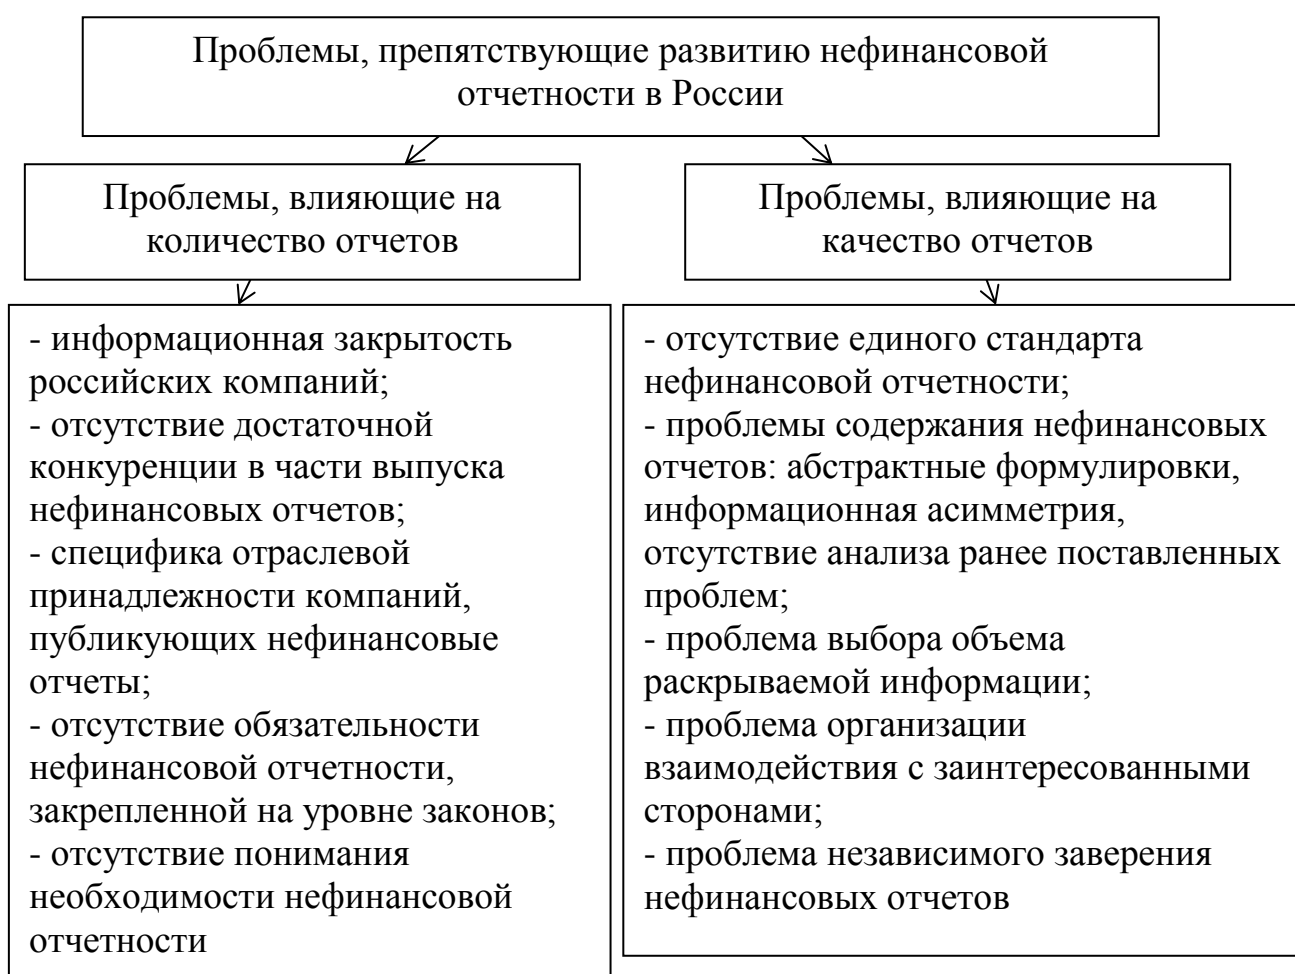 Проблемы, препятствующие развитию нефинансовой
отчетности в России
Проблемы, влияющие на
количество отчетов
Проблемы, влияющие на
качество отчетов
- информационная закрытость
российских компаний;
- отсутствие достаточной
конкуренции в части выпуска
нефинансовых отчетов;
- специфика отраслевой
принадлежности компаний,
публикующих нефинансовые
отчеты;
- отсутствие обязательности
нефинансовой отчетности,
закрепленной на уровне законов;
- отсутствие понимания
необходимости нефинансовой
отчетности
- отсутствие единого стандарта
нефинансовой отчетности;
- проблемы содержания нефинансовых
отчетов: абстрактные формулировки,
информационная асимметрия,
отсутствие анализа ранее поставленных
проблем;
- проблема выбора объема
раскрываемой информации;
- проблема организации
взаимодействия с заинтересованными
сторонами;
- проблема независимого заверения
нефинансовых отчетов